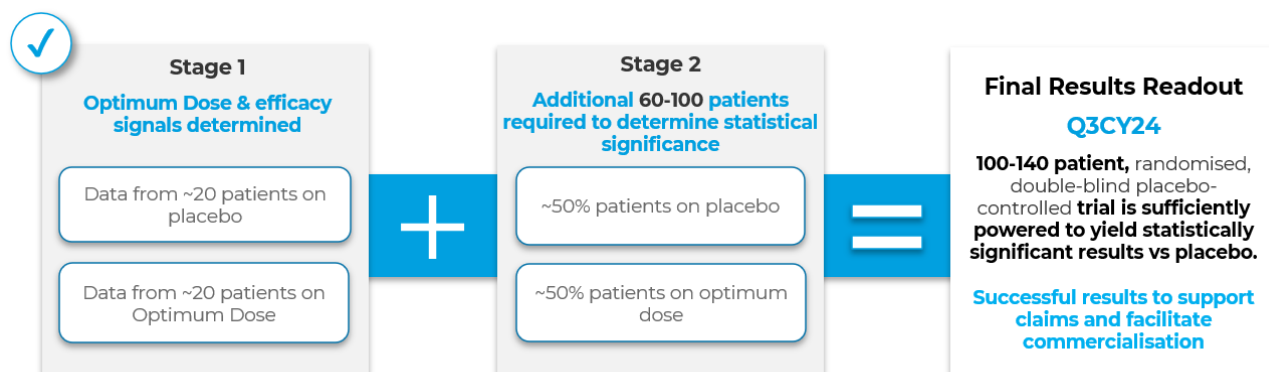 Stage 1
Optimum Dose & efficacy
signals determined
Data from ~20 patients on
placebo
Data from ~20 patients on
Optimum Dose
+
Stage 2
Additional 60-100 patients
required to determine statistical
significance
~50% patients on placebo
~50% patients on optimum
dose
=
Final Results Readout
Q3CY24
100-140 patient, randomised,
double-blind placebo-
controlled trial is sufficiently
powered to yield statistically
significant results vs placebo.
Successful results to support
claims and facilitate
commercialisation